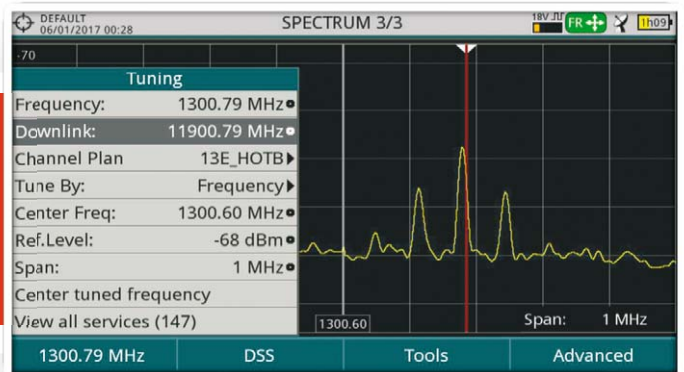 DEFAULT
06/01/2017 00:28
SPECTRUM 3/3
18V
FR
1h09
-70
Tuning
Frequency: 1300.79 MHz
Downlink: 11900.79 MHz
Channel Plan 13E_HOTB
Tune By: Frequency
Center Freq: 1300.60 MHz
Ref.Level: -68 dBm
Span: 1 MHz
Center tuned frequency
View all services (147)
1300.60
Span: 1 MHz
1300.79 MHz DSS Tools Advanced